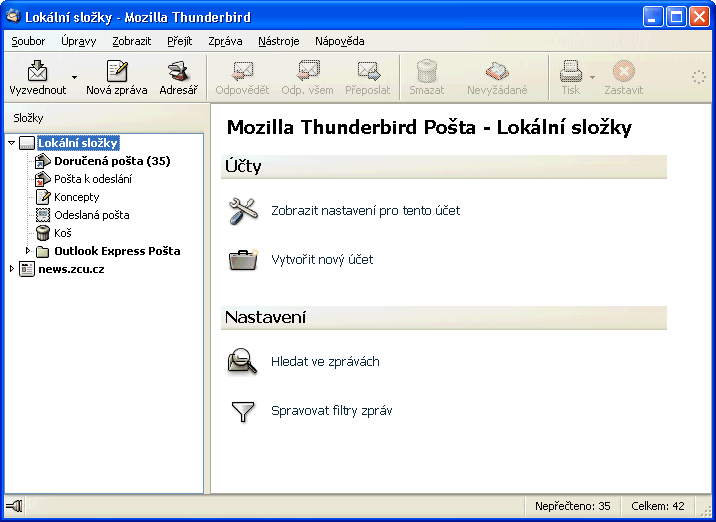 Lokální složky - Mozilla Thunderbird
Soubor Úpravy Zobrazit Přejít Zpráva Nástroje Nápověda
Vyzvednout Nová zpráva Adresář Odpovědět Odp. všem Přeposlat Smazat Nevyžádané Tisk Zastavit
Složky
Lokální složky
Doručená pošta (35)
Pošta k odeslání
Koncepty
Odeslaná pošta
Koš
Outlook Express Pošta
news.zcu.cz
Mozilla Thunderbird Pošta - Lokální složky
Účty
Zobrazit nastavení pro tento účet
Vytvořit nový účet
Nastavení
Hledat ve zprávách
Spravovat filtry zpráv
Nepřečteno: 35 Celkem: 42